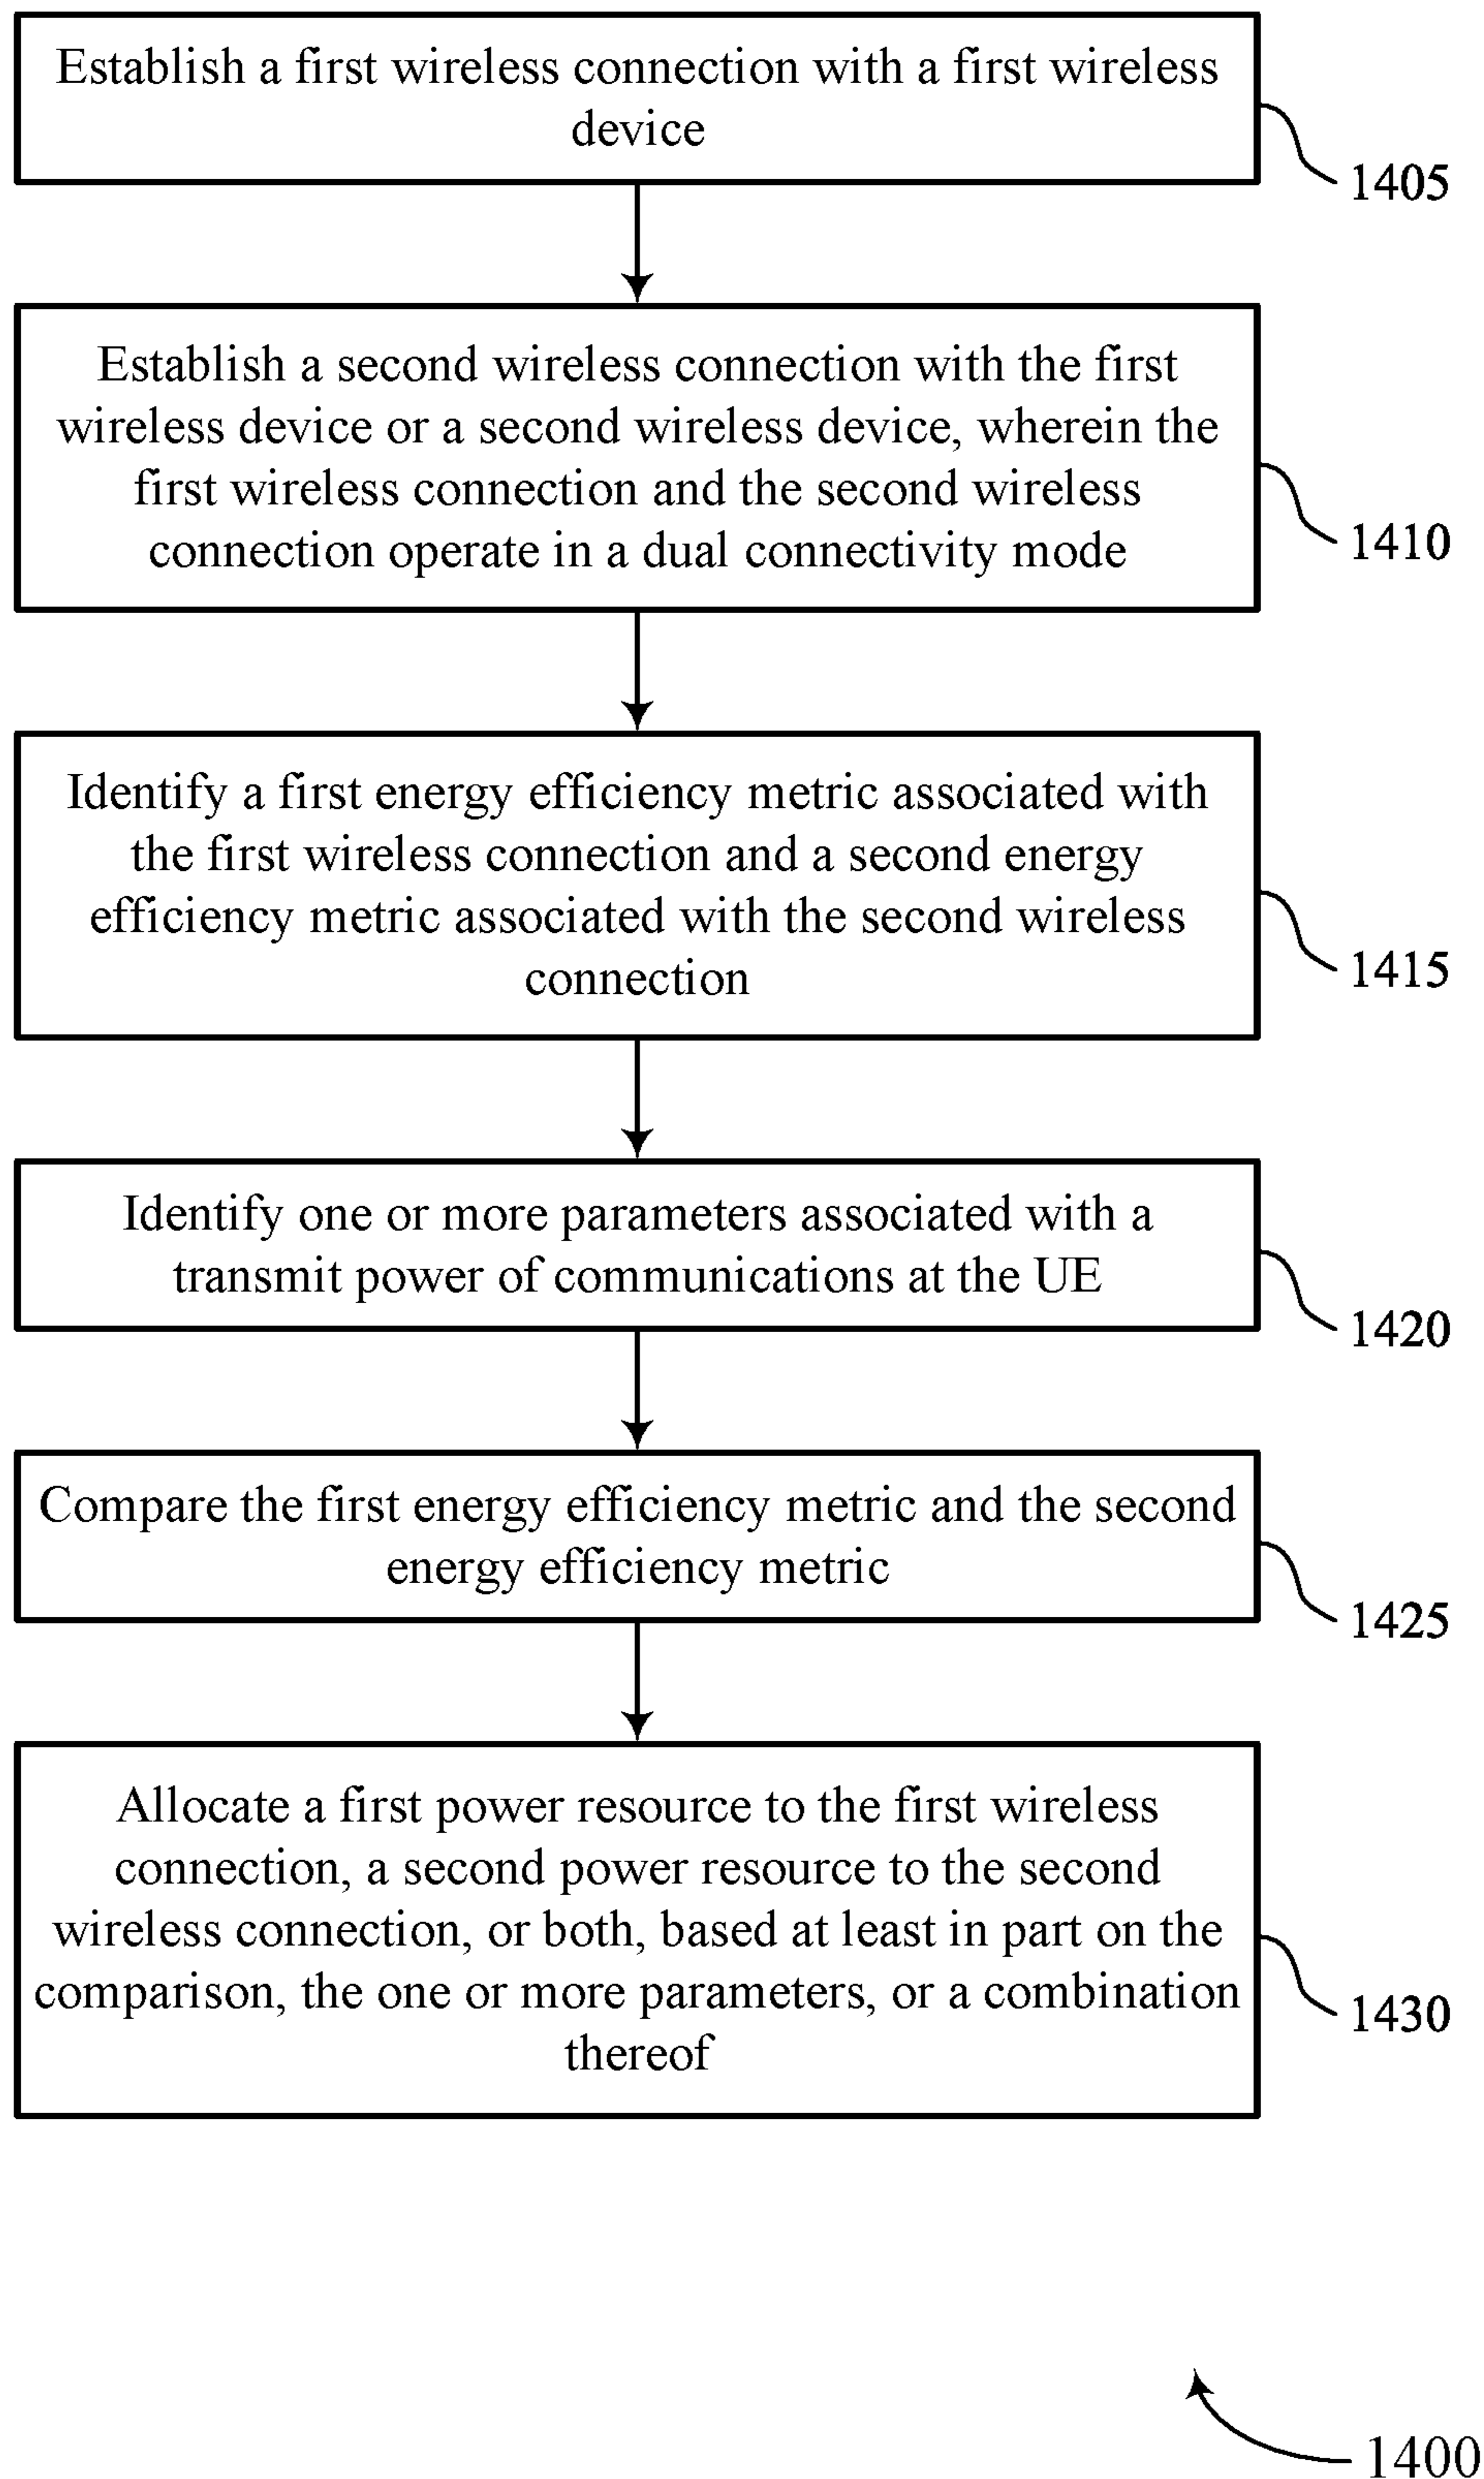 Establish a first wireless connection with a first wireless
device
1405
Establish a second wireless connection with the first
wireless device or a second wireless device, wherein the
first wireless connection and the second wireless
connection operate in a dual connectivity mode
1410
Identify a first energy efficiency metric associated with
the first wireless connection and a second energy
efficiency metric associated with the second wireless
connection
1415
Identify one or more parameters associated with a
transmit power of communications at the UE
1420
Compare the first energy efficiency metric and the second
energy efficiency metric
1425
Allocate a first power resource to the first wireless
connection, a second power resource to the second
wireless connection, or both, based at least in part on the
comparison, the one or more parameters, or a combination
thereof
1430
1400